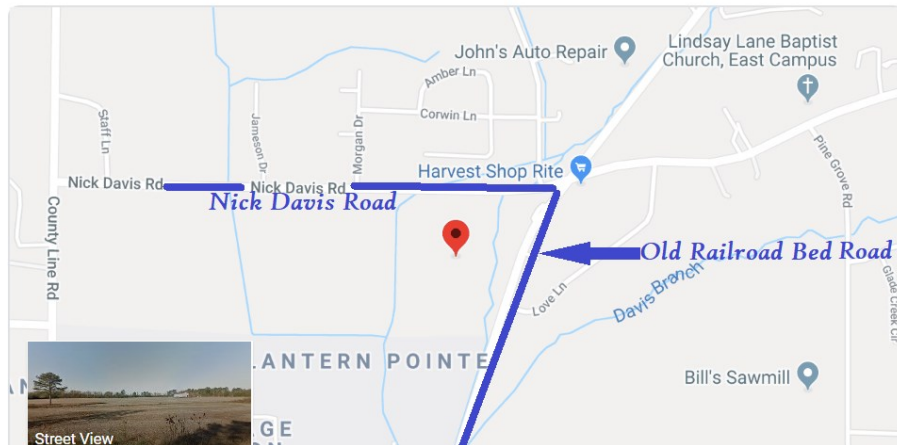 John's Auto Repair
Lindsay Lane Baptist
Church, East Campus
Amber Ln
Corwin Ln
Staff Ln
Jameson Dr
Morgan Dr
Pine Grove Rd
Harvest Shop Rite
Nick Davis Rd
Nick Davis Rd
Nick Davis Road
County Line Rd
Old Railroad Bed Road
Love Ln
Davis Branch
Glade Creek Cir
LANTERN POINTE
Bill's Sawmill
Street View